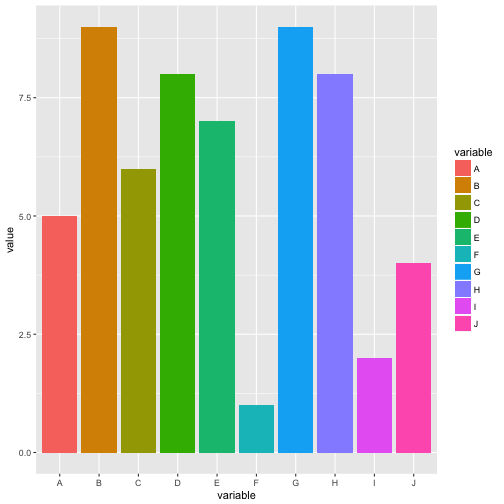 value
7.5
5.0
2.5
0.0
A B C D E F G H I J
variable
variable
A
B
C
D
E
F
G
H
I
J